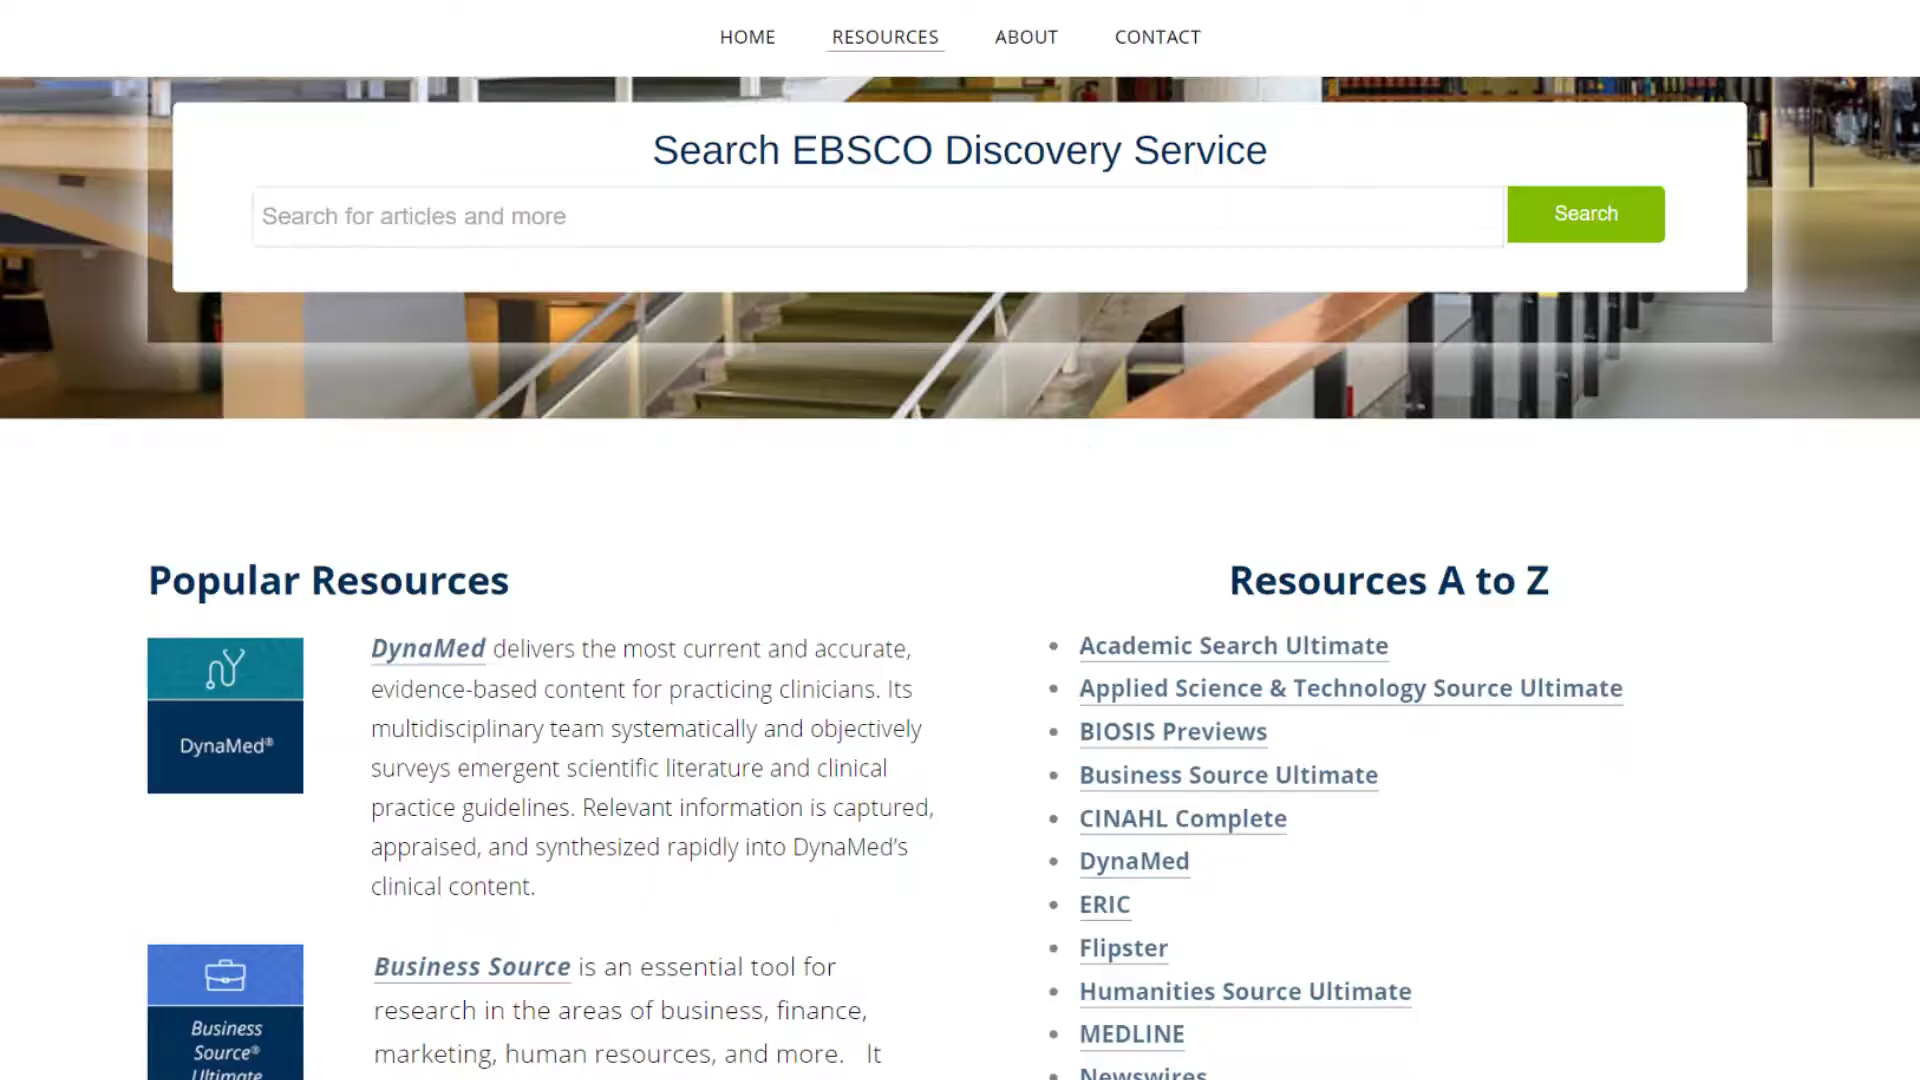 HOME RESOURCES ABOUT CONTACT
Search EBSCO Discovery Service
Search for articles and more
Search
Popular Resources
DynaMed®
DynaMed delivers the most current and accurate,
evidence-based content for practicing clinicians. Its
multidisciplinary team systematically and objectively
surveys emergent scientific literature and clinical
practice guidelines. Relevant information is captured,
appraised, and synthesized rapidly into DynaMed's
clinical content.
Business
Source®
Ultimate
Business Source is an essential tool for
research in the areas of business, finance,
marketing, human resources, and more. It
Resources A to Z
Academic Search Ultimate
Applied Science & Technology Source Ultimate
BIOSIS Previews
Business Source Ultimate
CINAHL Complete
DynaMed
ERIC
Flipster
Humanities Source Ultimate
MEDLINE
Newswires